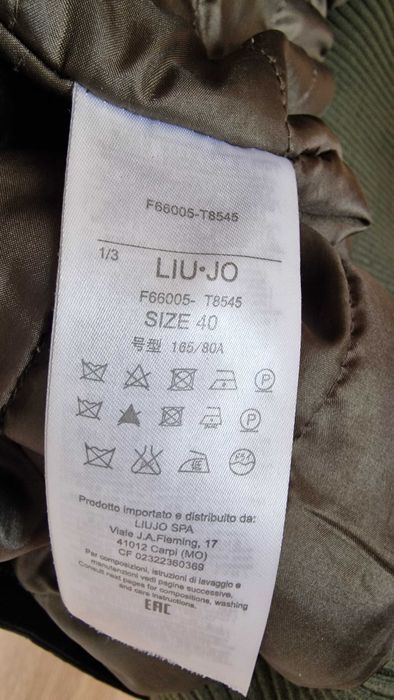 F66005-T8545
1/3
LIU·JO
F66005- T8545
SIZE 40
号型 165/80A
P
P
Prodotto importato e distribuito da:
LIUJO SPA
Viale J.A.Fleming, 17
41012 Carpi (MO)
CF 02322360369
Per composizioni, istruzioni di lavaggio e
manutenzioni vedi pagine successive.
Consult next pages for compositions, washing
and care instructions.
EAC